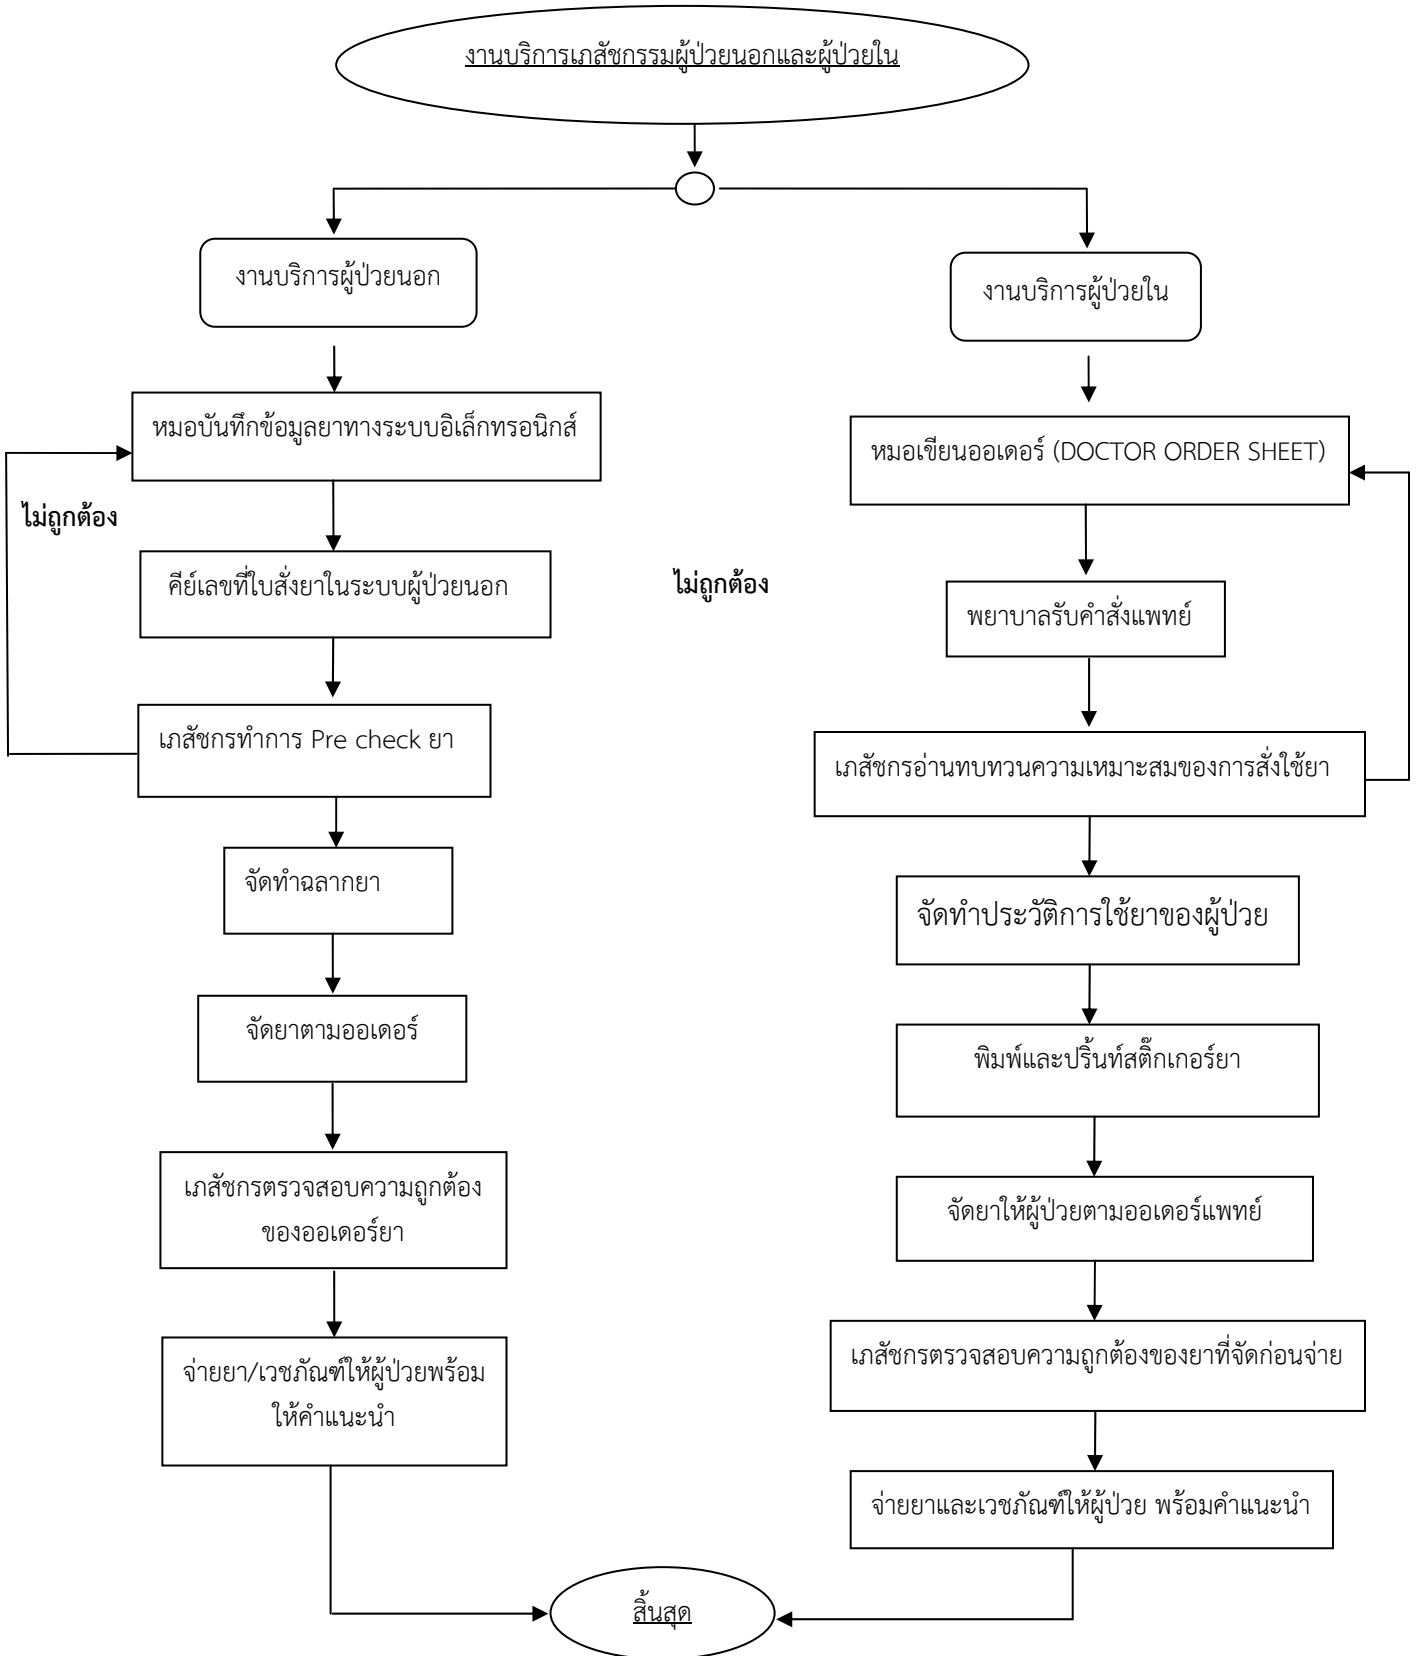 งานบริการเภสัชกรรมผู้ป่วยนอกและผู้ป่วยใน
งานบริการผู้ป่วยนอก
หมอบันทึกข้อมูลยาทางระบบอิเล็กทรอนิกส์
ไม่ถูกต้อง
คีย์เลขที่ใบสั่งยาในระบบผู้ป่วยนอก
เภสัชกรทำการ Pre check ยา
จัดทำฉลากยา
จัดยาตามออเดอร์
เภสัชกรตรวจสอบความถูกต้อง
ของออเดอร์ยา
จ่ายยา/เวชภัณฑ์ให้ผู้ป่วยพร้อม
ให้คำแนะนำ
งานบริการผู้ป่วยใน
หมอเขียนออเดอร์ (DOCTOR ORDER SHEET)
ไม่ถูกต้อง
พยาบาลรับคำสั่งแพทย์
เภสัชกรอ่านทบทวนความเหมาะสมของการสั่งใช้ยา
จัดทำประวัติการใช้ยาของผู้ป่วย
พิมพ์และปริ้นท์สติ๊กเกอร์ยา
จัดยาให้ผู้ป่วยตามออเดอร์แพทย์
เภสัชกรตรวจสอบความถูกต้องของยาที่จัดก่อนจ่าย
จ่ายยาและเวชภัณฑ์ให้ผู้ป่วย พร้อมคำแนะนำ
สิ้นสุด